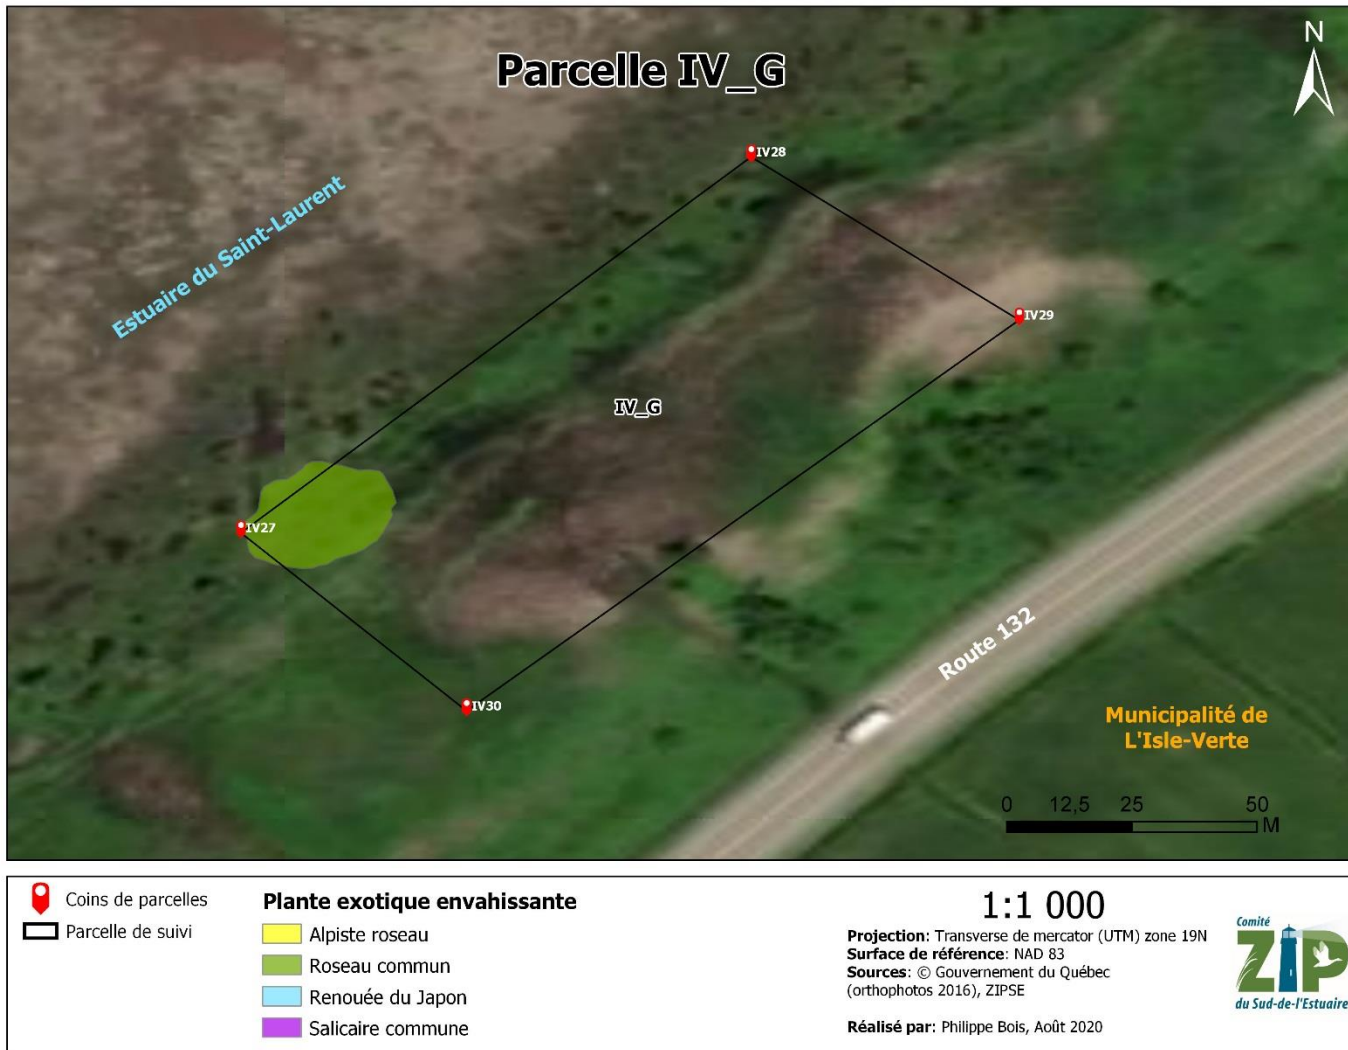 Parcelle IV_G
N
IV28
Estuaire du Saint-Laurent
IV29
IV_G
IV27
Route 132
IV30
Municipalité de
L'Isle-Verte
0 12,5 25 50
M
Coins de parcelles
Parcelle de suivi
Plante exotique envahissante
Alpiste roseau
Roseau commun
Renouée du Japon
Salicaire commune
1:1 000
Projection: Transverse de mercator (UTM) zone 19N
Surface de référence: NAD 83
Sources: © Gouvernement du Québec
(orthophotos 2016), ZIPSE
Réalisé par: Philippe Bois, Août 2020
Comité
ZIP
du Sud-de-l'Estuaire